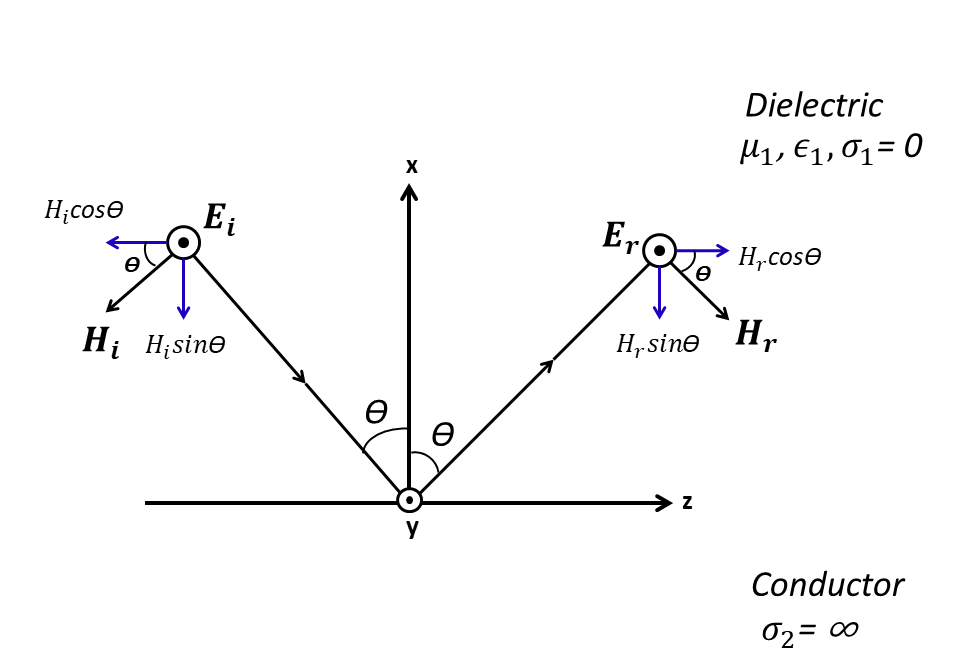 Dielectric
μ₁, ϵ₁, σ₁= 0
x
HᵢcosΘ
Eᵢ
Θ
Hᵢ
HᵢsinΘ
Eᵣ
HᵣcosΘ
Θ
HᵣsinΘ
Hᵣ
Θ
Θ
z
y
Conductor
σ₂= ∞